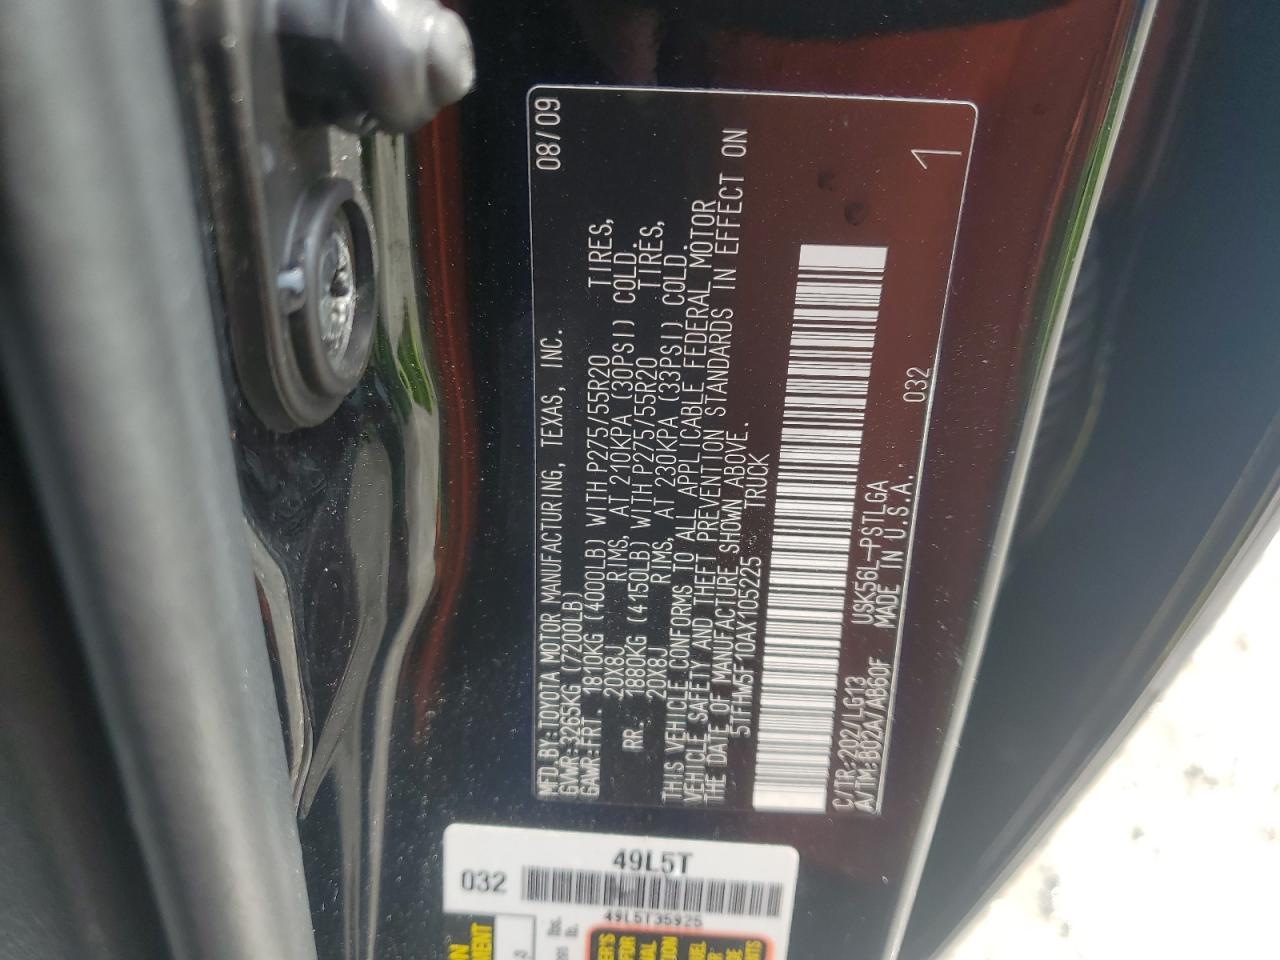 MFD.BY:TOYOTA MOTOR MANUFACTURING, TEXAS, INC. 08/09
GVWR:3265KG (7200LB)
GAWR:FRT. 1810KG (4000LB) WITH P275/55R20 TIRES,
20X8J RIMS, AT 210KPA (30PSI) COLD.
RR. 1880KG (4150LB) WITH P275/55R20 TIRES,
20X8J RIMS, AT 230KPA (33PSI) COLD.
THIS VEHICLE CONFORMS TO ALL APPLICABLE FEDERAL MOTOR
VEHICLE SAFETY AND THEFT PREVENTION STANDARDS IN EFFECT ON
THE DATE OF MANUFACTURE SHOWN ABOVE.
5TFHW5F10AX105225 TRUCK
C/TR:202/LG13 USK56L-PSTLGA 032 1
A/TM:B02A/AB60F MADE IN U.S.A.
49L5T
032
49L5T35925